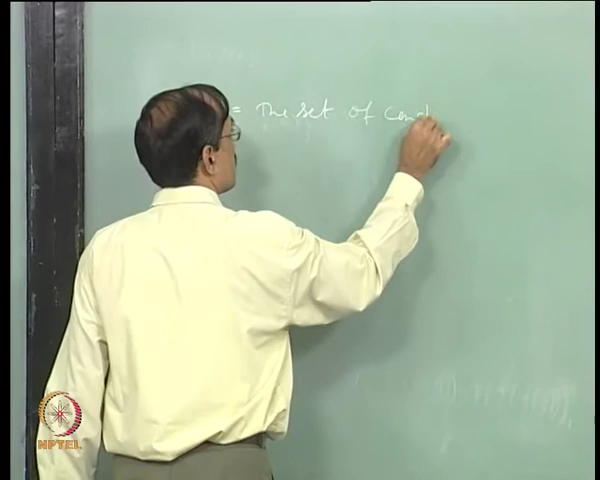 = The set of
NPTEL